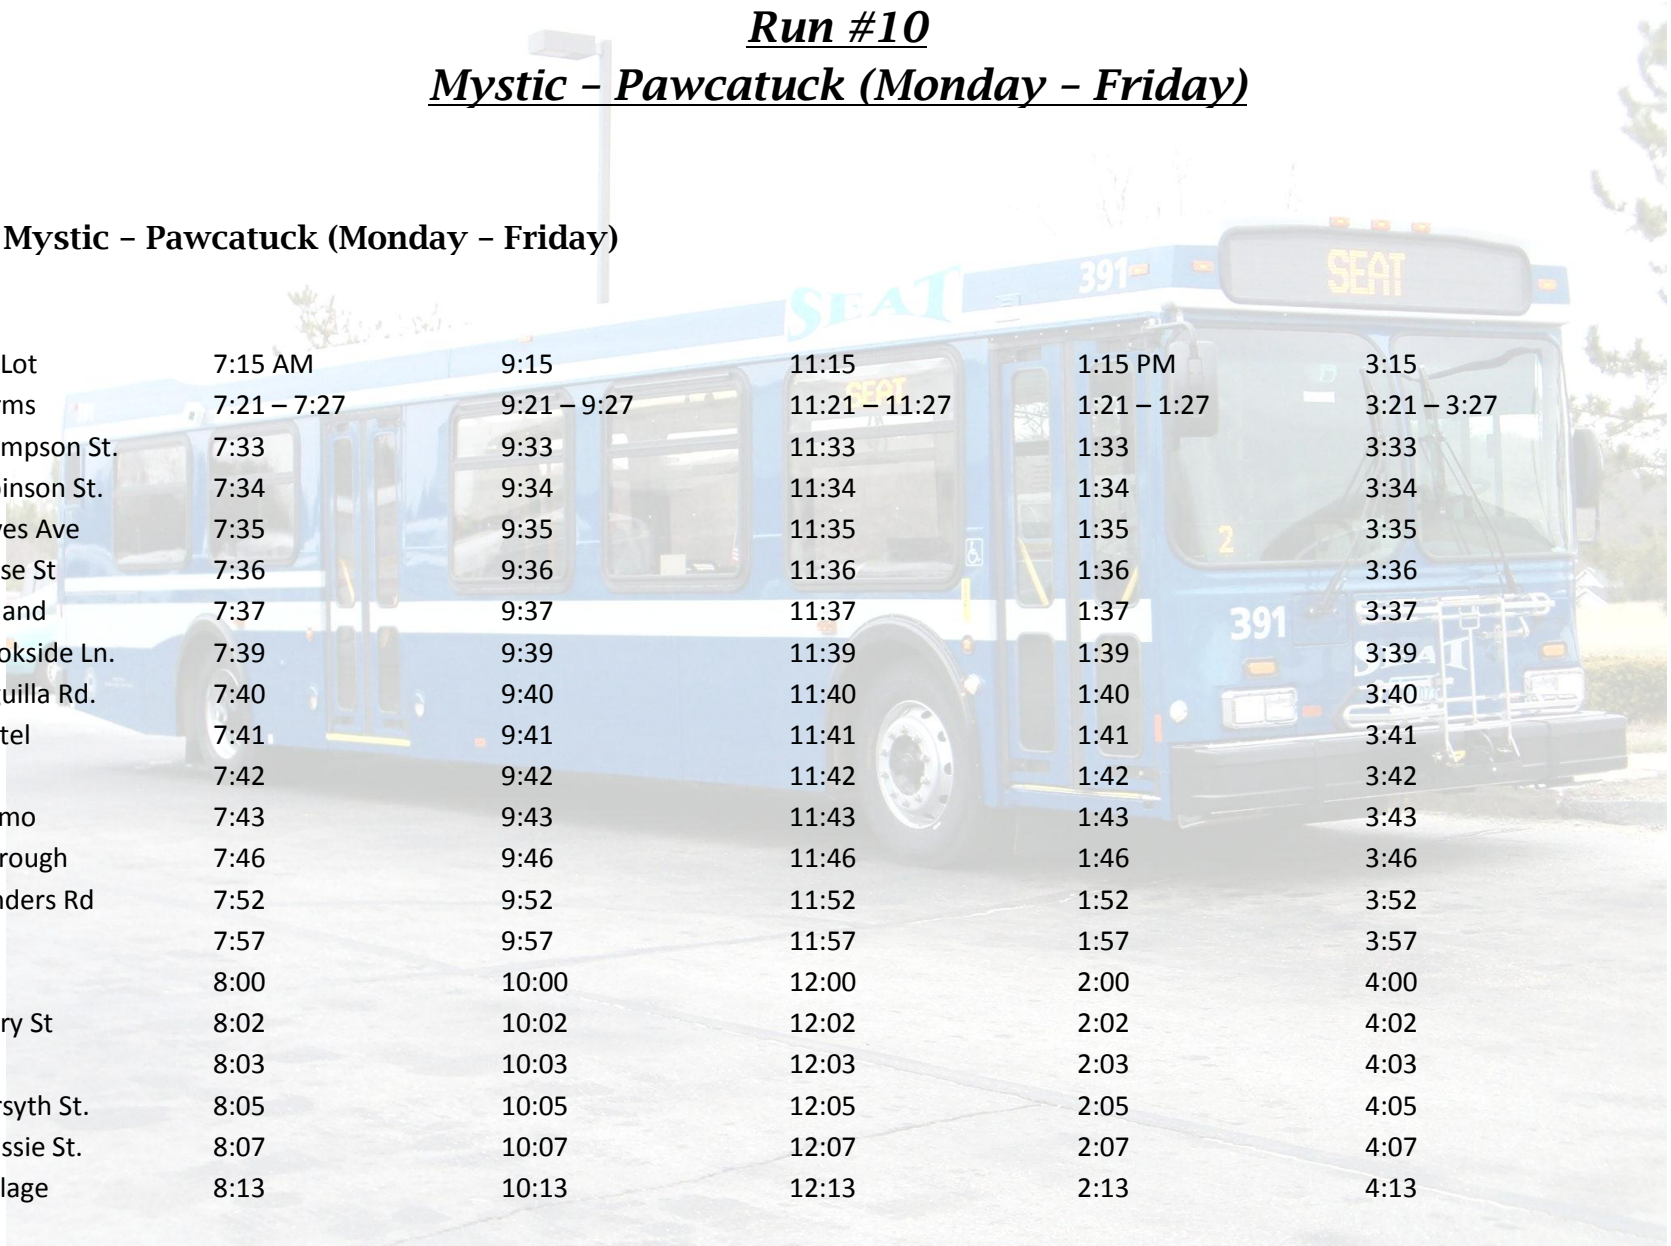 Run #10
Mystic – Pawcatuck (Monday – Friday)
Mystic – Pawcatuck (Monday – Friday)
391
SEAT
SEAT
SEAT
2
391
SEAT
Lot 7:15 AM 9:15 11:15 1:15 PM 3:15
rms 7:21 – 7:27 9:21 – 9:27 11:21 – 11:27 1:21 – 1:27 3:21 – 3:27
mpson St. 7:33 9:33 11:33 1:33 3:33
inson St. 7:34 9:34 11:34 1:34 3:34
es Ave 7:35 9:35 11:35 1:35 3:35
se St 7:36 9:36 11:36 1:36 3:36
and 7:37 9:37 11:37 1:37 3:37
okside Ln. 7:39 9:39 11:39 1:39 3:39
uilla Rd. 7:40 9:40 11:40 1:40 3:40
tel 7:41 9:41 11:41 1:41 3:41
7:42 9:42 11:42 1:42 3:42
mo 7:43 9:43 11:43 1:43 3:43
rough 7:46 9:46 11:46 1:46 3:46
nders Rd 7:52 9:52 11:52 1:52 3:52
7:57 9:57 11:57 1:57 3:57
8:00 10:00 12:00 2:00 4:00
ry St 8:02 10:02 12:02 2:02 4:02
8:03 10:03 12:03 2:03 4:03
rsyth St. 8:05 10:05 12:05 2:05 4:05
ssie St. 8:07 10:07 12:07 2:07 4:07
lage 8:13 10:13 12:13 2:13 4:13